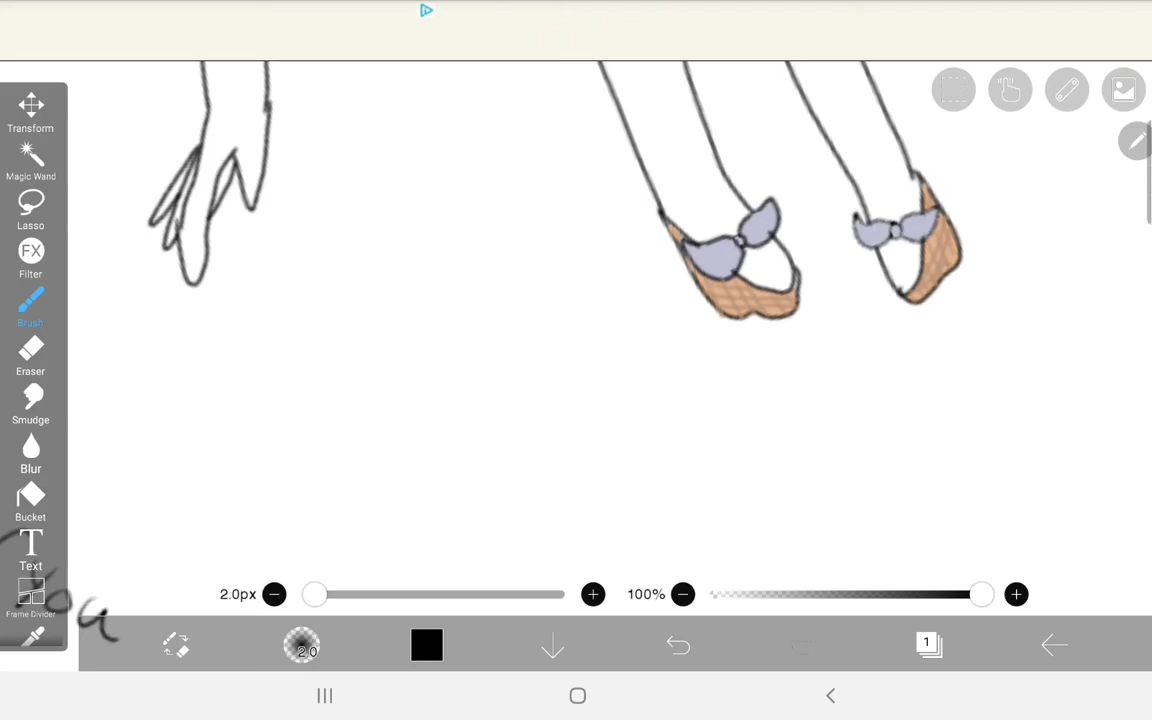 Transform
Magic Wand
Lasso
FX
Filter
Brush
Eraser
Smudge
Blur
Bucket
T
Text
Frame Divider
2.0px
100%
2.0
1